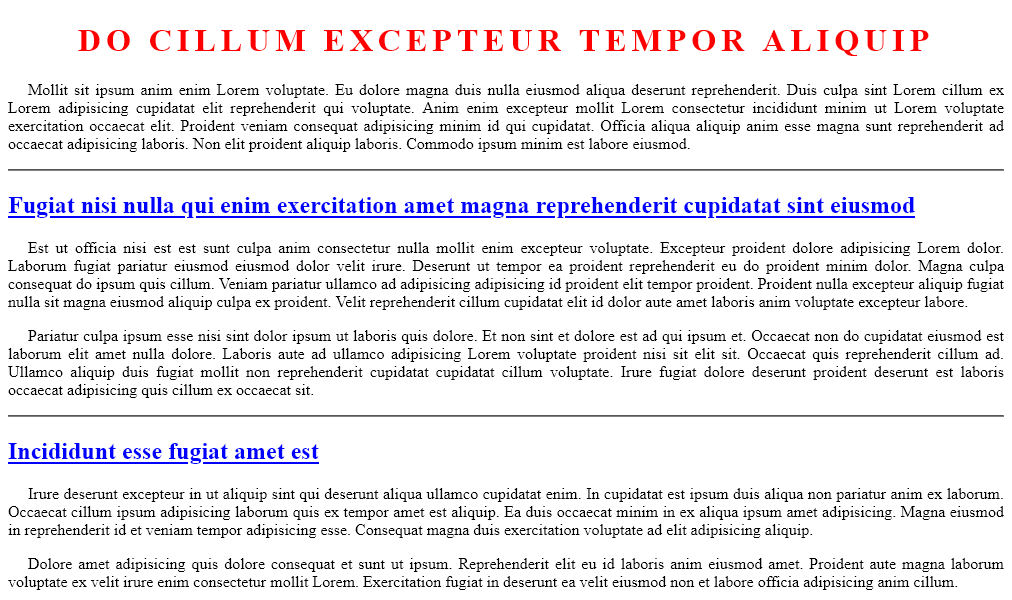 DO CILLUM EXCEPTEUR TEMPOR ALIQUIP
Mollit sit ipsum anim enim Lorem voluptate. Eu dolore magna duis nulla eiusmod aliqua deserunt reprehenderit. Duis culpa sint Lorem cillum ex
Lorem adipisicing cupidatat elit reprehenderit qui voluptate. Anim enim excepteur mollit Lorem consectetur incididunt minim ut Lorem voluptate
exercitation occaecat elit. Proident veniam consequat adipisicing minim id qui cupidatat. Officia aliqua aliquip anim esse magna sunt reprehenderit ad
occaecat adipisicing laboris. Non elit proident aliquip laboris. Commodo ipsum minim est labore eiusmod.
Fugiat nisi nulla qui enim exercitation amet magna reprehenderit cupidatat sint eiusmod
Est ut officia nisi est est sunt culpa anim consectetur nulla mollit enim excepteur voluptate. Excepteur proident dolore adipisicing Lorem dolor.
Laborum fugiat pariatur eiusmod eiusmod dolor velit irure. Deserunt ut tempor ea proident reprehenderit eu do proident minim dolor. Magna culpa
consequat do ipsum quis cillum. Veniam pariatur ullamco ad adipisicing adipisicing id proident elit tempor proident. Proident nulla excepteur aliquip fugiat
nulla sit magna eiusmod aliquip culpa ex proident. Velit reprehenderit cillum cupidatat elit id dolor aute amet laboris anim voluptate excepteur labore.
Pariatur culpa ipsum esse nisi sint dolor ipsum ut laboris quis dolore. Et non sint et dolore est ad qui ipsum et. Occaecat non do cupidatat eiusmod est
laborum elit amet nulla dolore. Laboris aute ad ullamco adipisicing Lorem voluptate proident nisi sit elit sit. Occaecat quis reprehenderit cillum ad.
Ullamco aliquip duis fugiat mollit non reprehenderit cupidatat cupidatat cillum voluptate. Irure fugiat dolore deserunt proident deserunt est laboris
occaecat adipisicing quis cillum ex occaecat sit.
Incididunt esse fugiat amet est
Irure deserunt excepteur in ut aliquip sint qui deserunt aliqua ullamco cupidatat enim. In cupidatat est ipsum duis aliqua non pariatur anim ex laborum.
Occaecat cillum ipsum adipisicing laborum quis ex tempor amet est aliquip. Ea duis occaecat minim in ex aliqua ipsum amet adipisicing. Magna eiusmod
in reprehenderit id et veniam tempor adipisicing esse. Consequat magna duis exercitation voluptate ad elit adipisicing aliquip.
Dolore amet adipisicing quis dolore consequat et sunt ut ipsum. Reprehenderit elit eu id laboris anim eiusmod amet. Proident aute magna laborum
voluptate ex velit irure enim consectetur mollit Lorem. Exercitation fugiat in deserunt ea velit eiusmod non et labore officia adipisicing anim cillum.